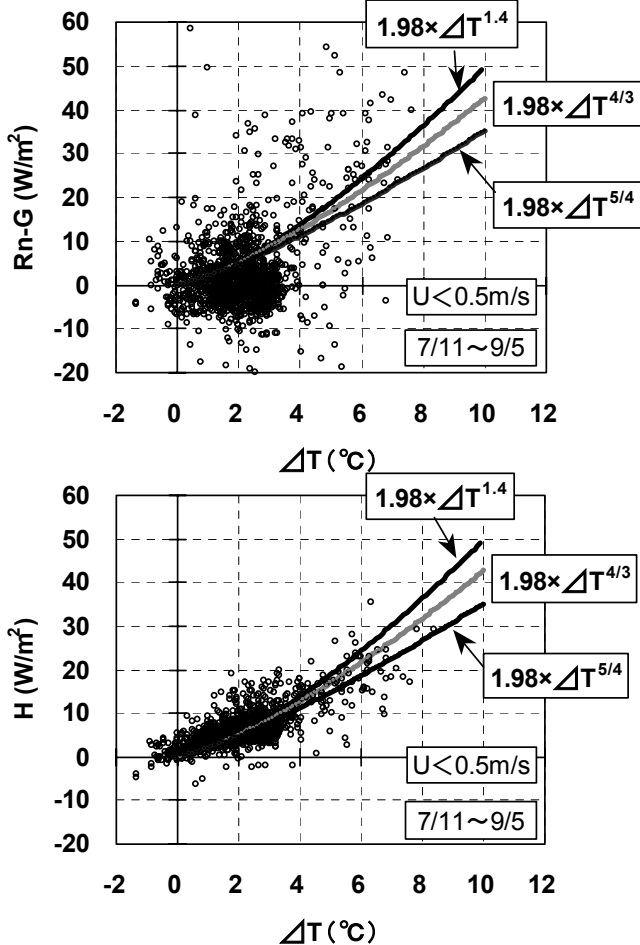 60
50
40
30
20
10
0
-10
-20
Rn-G (W/m²)
1.98×⊿T^1.4
1.98×⊿T^4/3
1.98×⊿T^5/4
U＜0.5m/s
7/11～9/5
-2 0 2 4 6 8 10 12
⊿T (℃)
60
50
40
30
20
10
0
-10
-20
H (W/m²)
1.98×⊿T^1.4
1.98×⊿T^4/3
1.98×⊿T^5/4
U＜0.5m/s
7/11～9/5
-2 0 2 4 6 8 10 12
⊿T (℃)